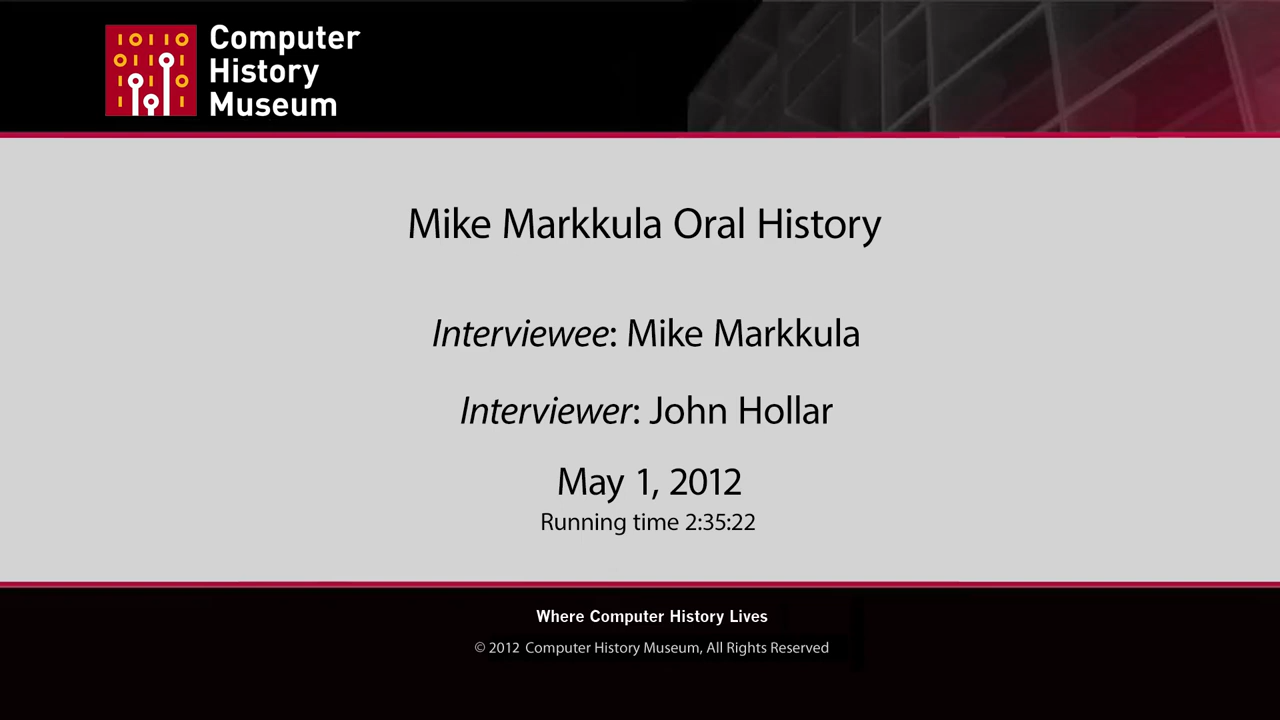 Computer
History
Museum
Mike Markkula Oral History
Interviewee: Mike Markkula
Interviewer: John Hollar
May 1, 2012
Running time 2:35:22
Where Computer History Lives
© 2012 Computer History Museum, All Rights Reserved